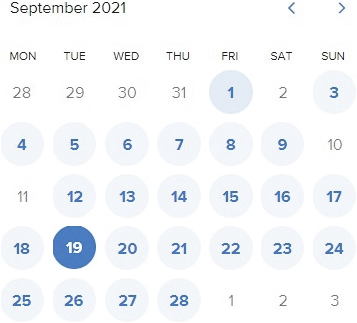 September 2021
MON TUE WED THU FRI SAT SUN
28 29 30 31 1 2 3
4 5 6 7 8 9 10
11 12 13 14 15 16 17
18 19 20 21 22 23 24
25 26 27 28 1 2 3